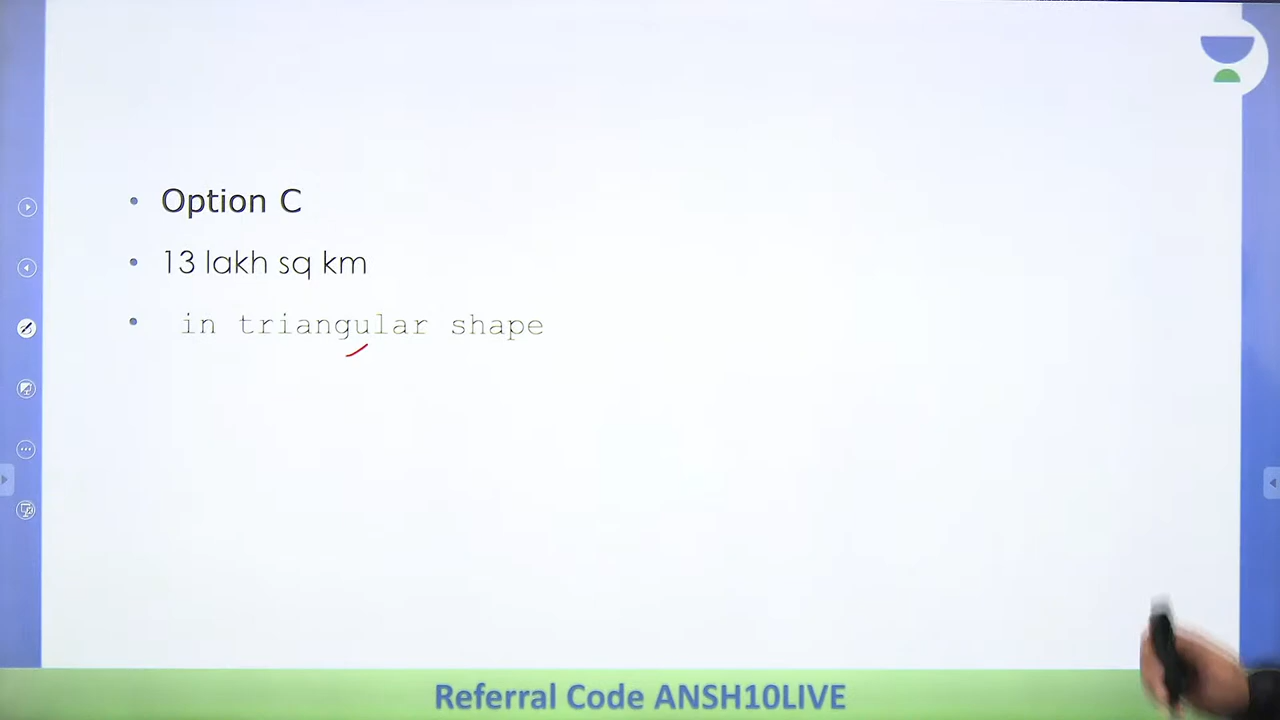 Option C
13 lakh sq km
in triangular shape
Referral Code ANSH10LIVE